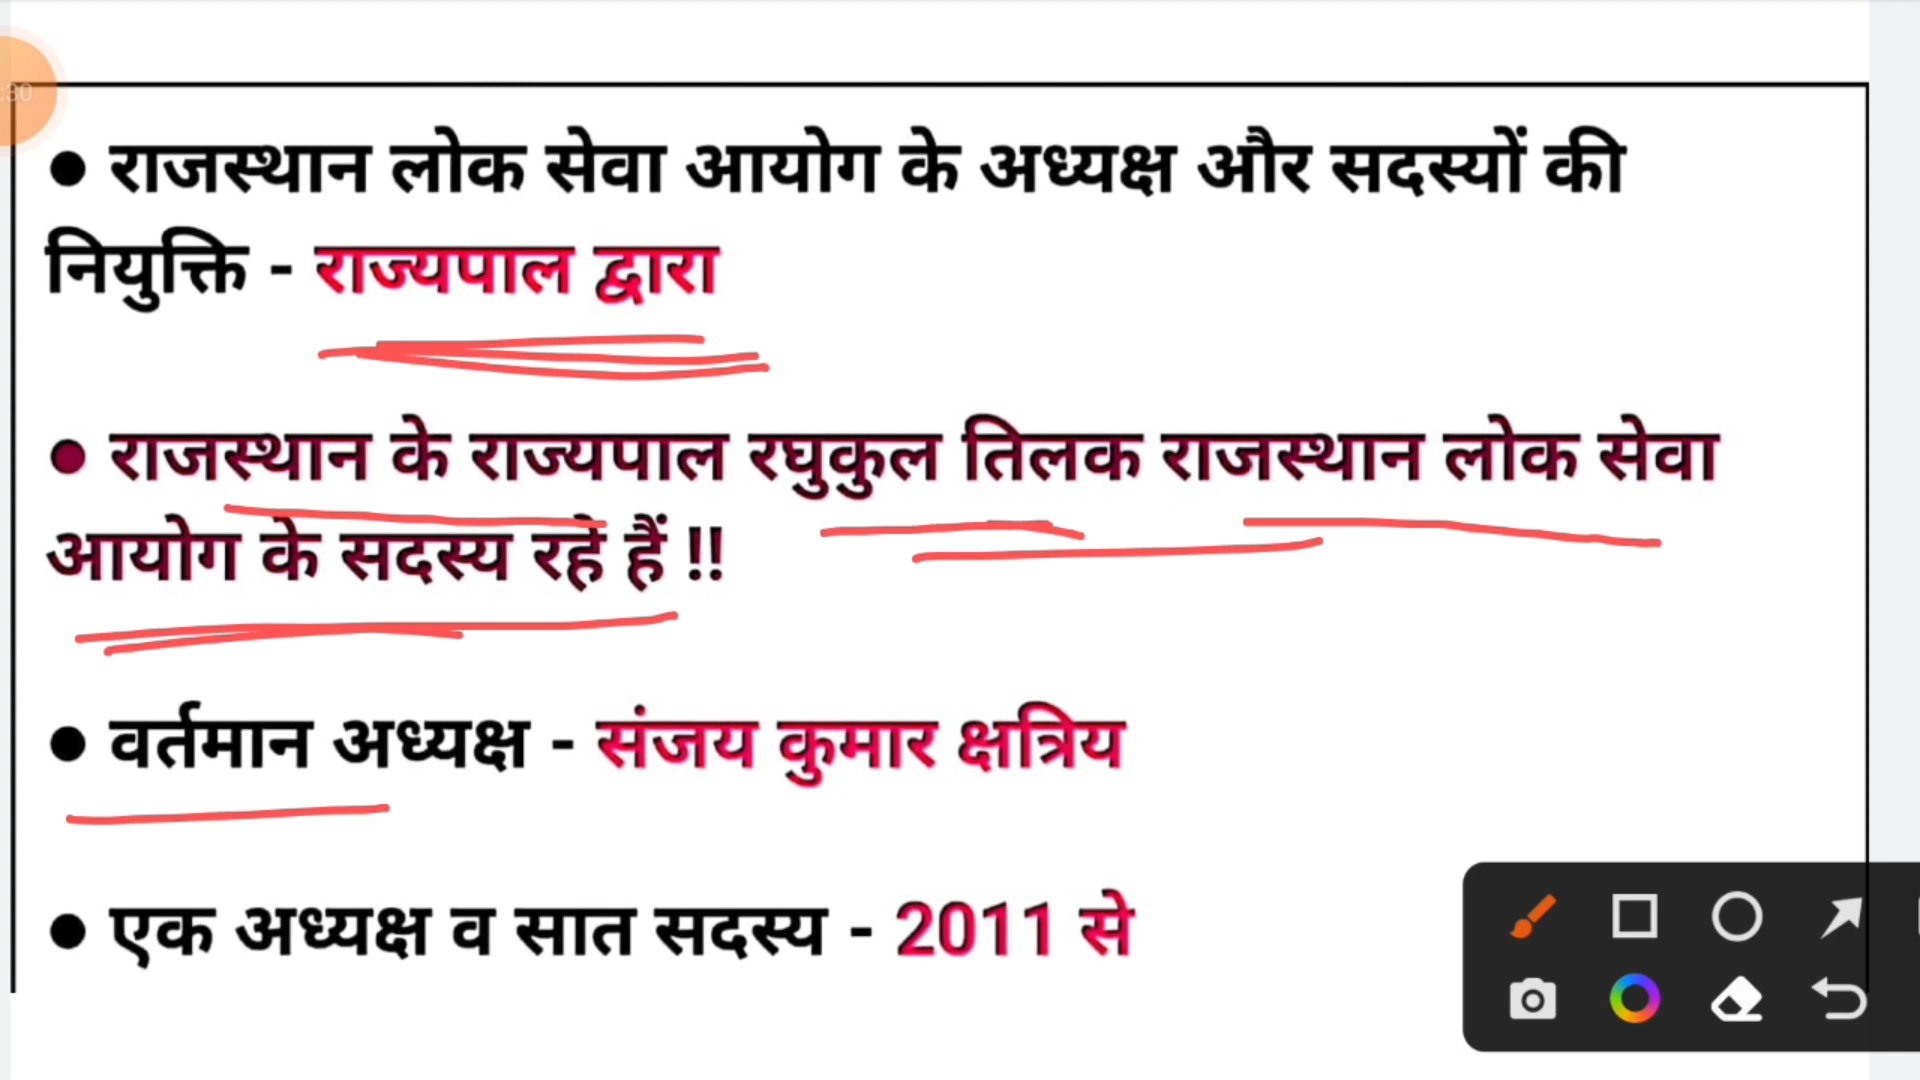 :30
● राजस्थान लोक सेवा आयोग के अध्यक्ष और सदस्यों की
नियुक्ति - राज्यपाल द्वारा
● राजस्थान के राज्यपाल रघुकुल तिलक राजस्थान लोक सेवा
आयोग के सदस्य रहे हैं !!
● वर्तमान अध्यक्ष - संजय कुमार क्षत्रिय
● एक अध्यक्ष व सात सदस्य - 2011 से